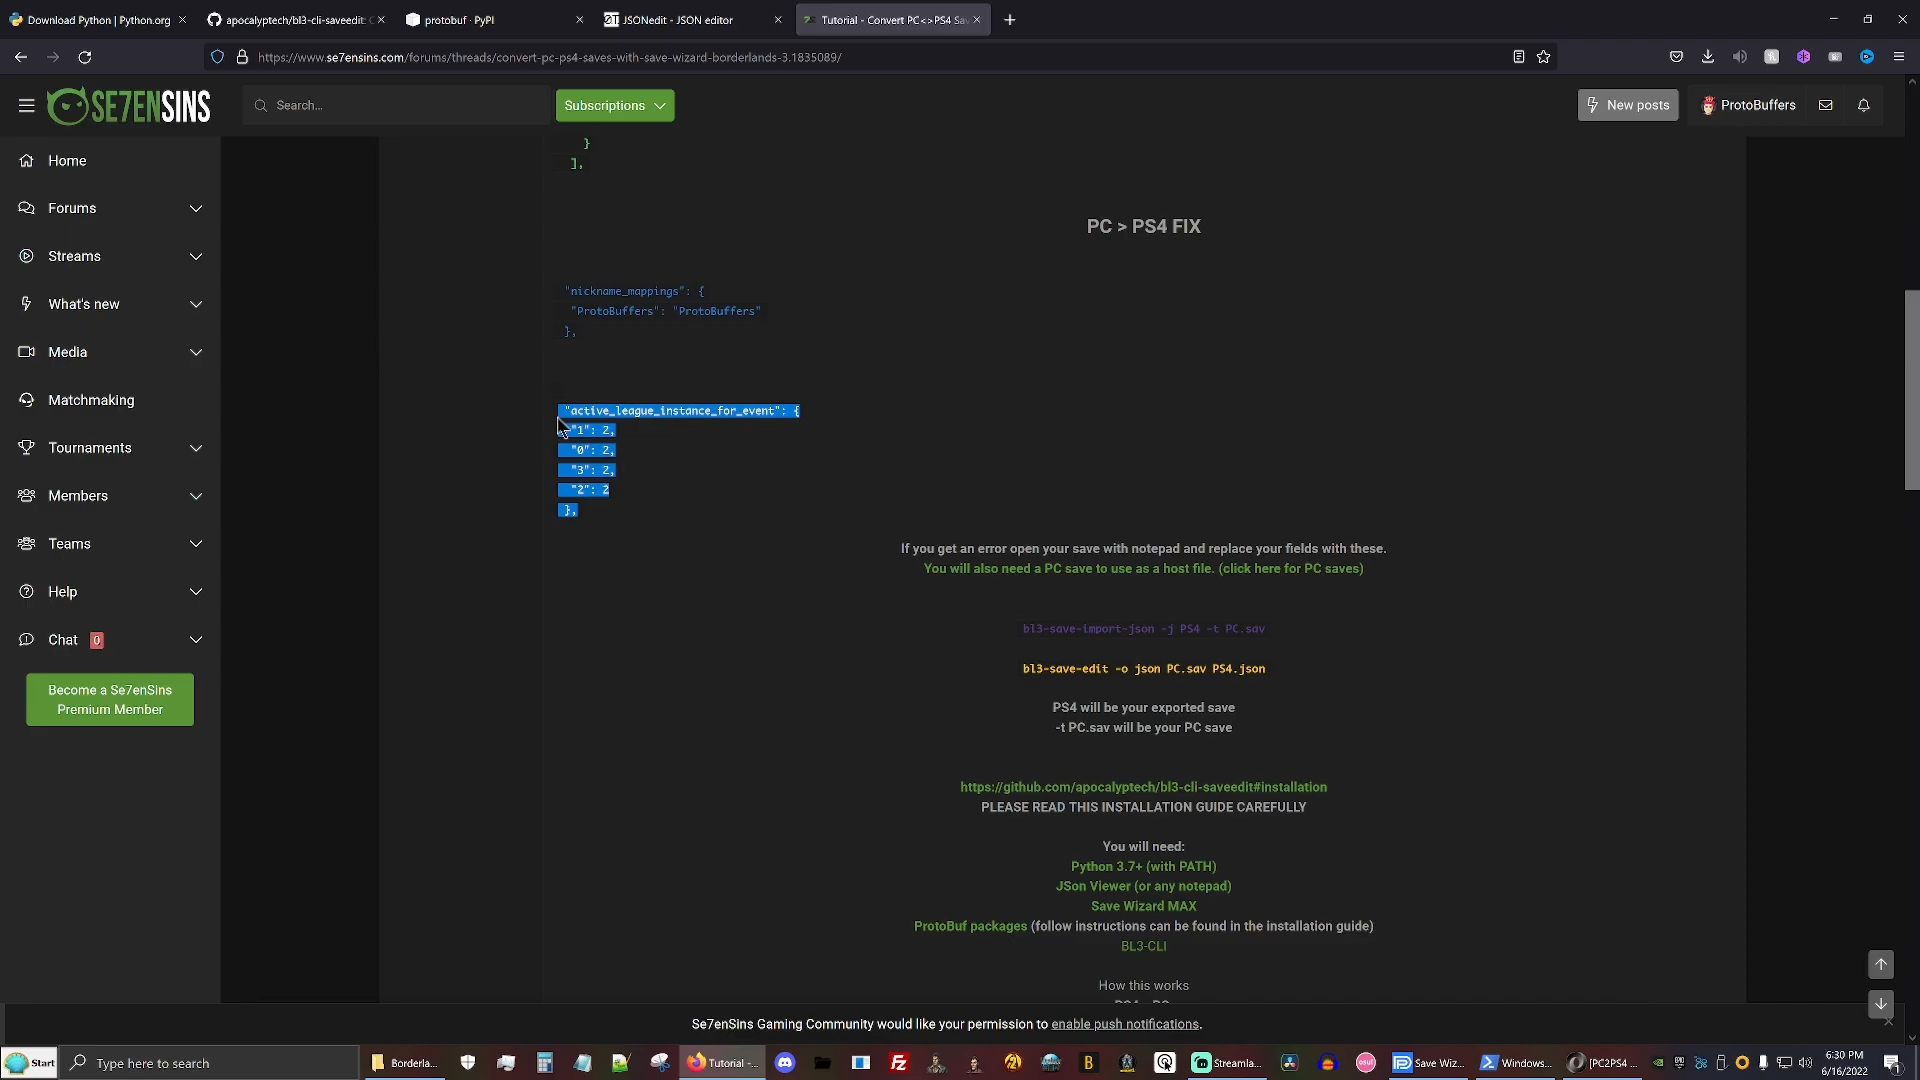 Download Python | Python.org
apocalyptech/bl3-cli-saveedit: C
protobuf · PyPI
JSONedit - JSON editor
Tutorial - Convert PC<>PS4 Sav
https://www.se7ensins.com/forums/threads/convert-pc-ps4-saves-with-save-wizard-borderlands-3.1835089/
SE7ENSINS
Search...
Subscriptions
New posts
ProtoBuffers
Home
Forums
Streams
What's new
Media
Matchmaking
Tournaments
Members
Teams
Help
Chat 0
Become a Se7enSins
Premium Member
}
],
PC > PS4 FIX
"nickname_mappings": {
"ProtoBuffers": "ProtoBuffers"
},
"active_league_instance_for_event": {
"1": 2,
"0": 2,
"3": 2,
"2": 2
},
If you get an error open your save with notepad and replace your fields with these.
You will also need a PC save to use as a host file. (click here for PC saves)
bl3-save-import-json -j PS4 -t PC.sav
bl3-save-edit -o json PC.sav PS4.json
PS4 will be your exported save
-t PC.sav will be your PC save
https://github.com/apocalyptech/bl3-cli-saveedit#installation
PLEASE READ THIS INSTALLATION GUIDE CAREFULLY
You will need:
Python 3.7+ (with PATH)
JSon Viewer (or any notepad)
Save Wizard MAX
ProtoBuf packages (follow instructions can be found in the installation guide)
BL3-CLI
How this works
Se7enSins Gaming Community would like your permission to enable push notifications.
Start
Type here to search
Borderla...
Tutorial -...
Streamla...
Save Wiz...
Windows...
[PC2PS4 ...
6:30 PM
6/16/2022